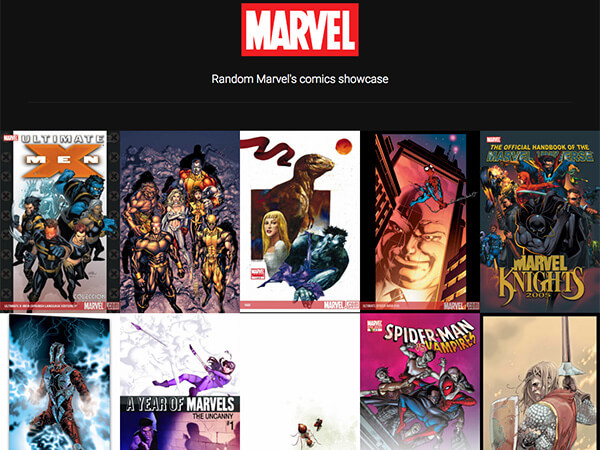 MARVEL
Random Marvel's comics showcase
MARVEL
ULTIMATE
X
MEN
MARVEL
MARVEL
MARVEL
MARVEL
THE OFFICIAL HANDBOOK OF THE
MARVEL UNIVERSE
MARVEL
KNIGHTS
2005
A YEAR OF MARVELS
THE UNCANNY
#1
SPIDER-MAN
VAMPIRES